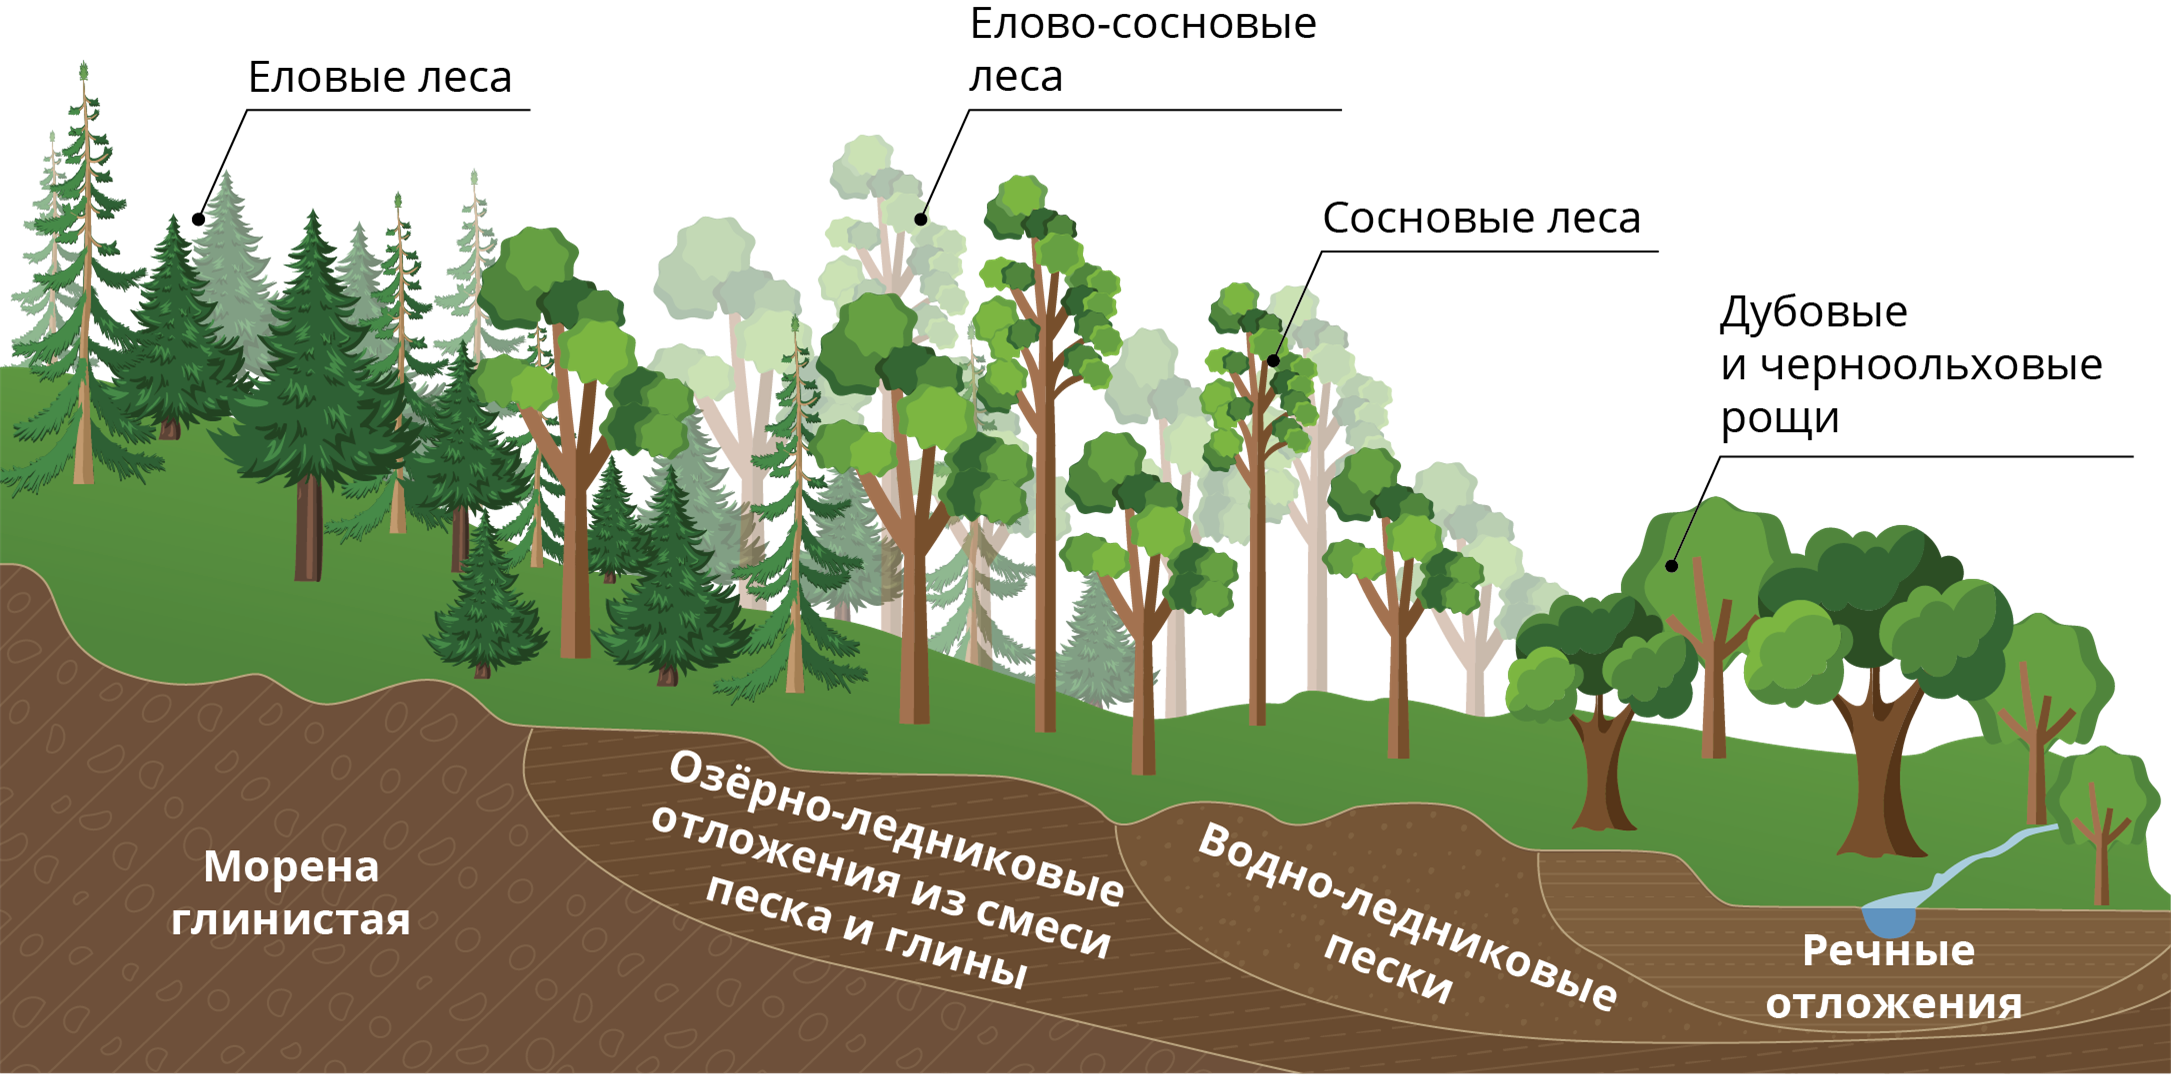 Еловые леса
Елово-сосновые
леса
Сосновые леса
Дубовые
и черноольховые
рощи
Морена
глинистая
Озёрно-ледниковые
отложения из смеси
песка и глины
Водно-ледниковые
пески
Речные
отложения